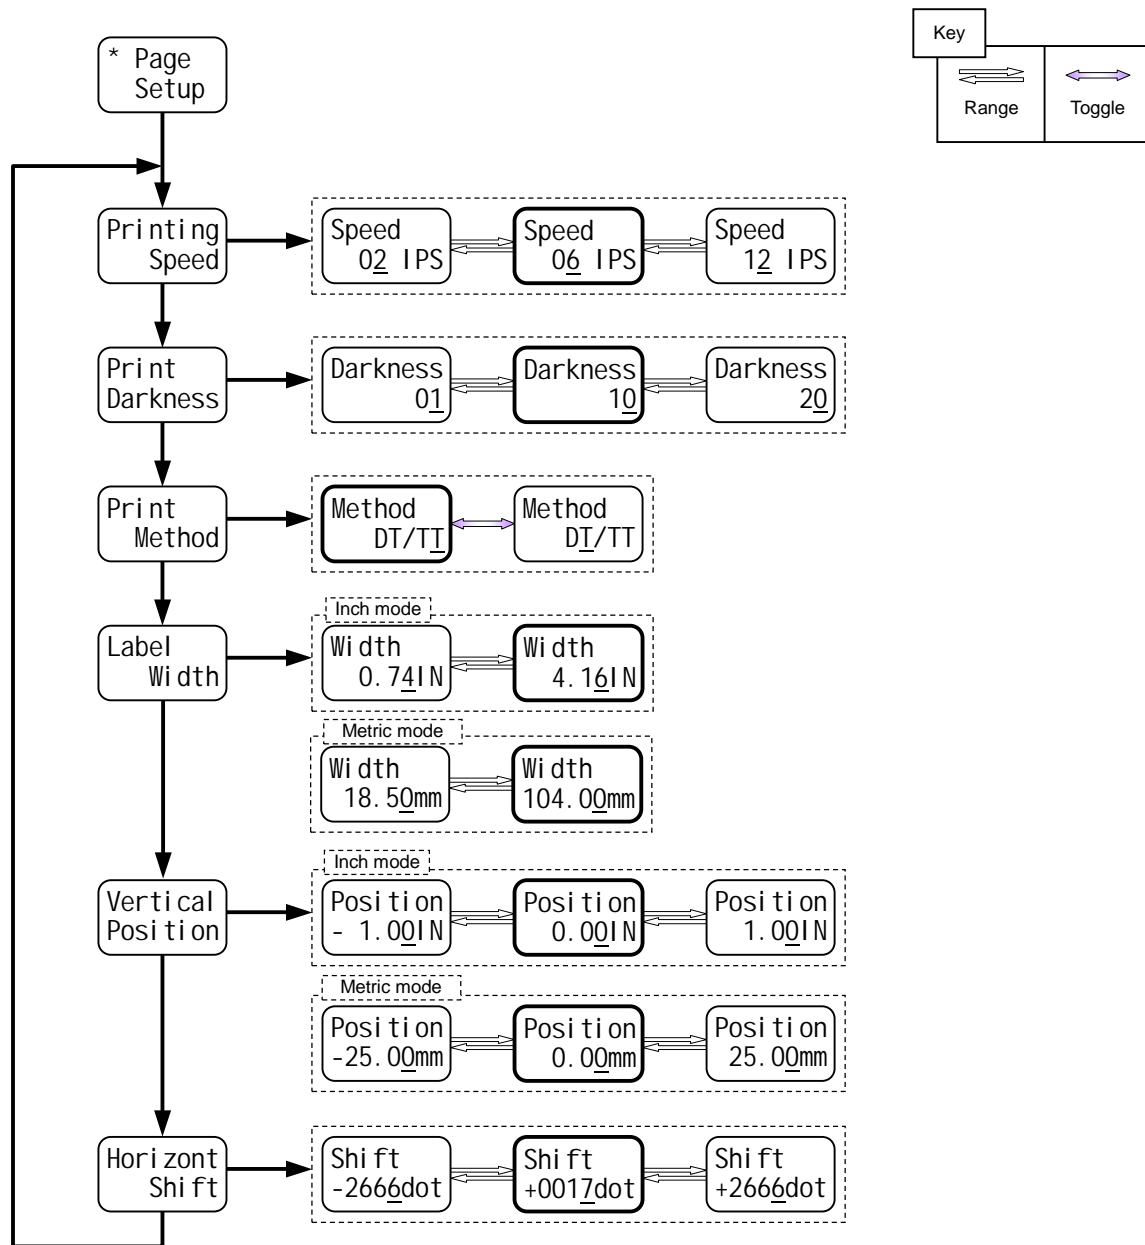 * Page
Setup
Key
Range
Toggle
Printing
Speed
Speed
02 IPS
Speed
06 IPS
Speed
12 IPS
Print
Darkness
Darkness
01
Darkness
10
Darkness
20
Print
Method
Method
DT/TT
Method
DT/TT
Label
Width
Inch mode
Width
0.74IN
Width
4.16IN
Metric mode
Width
18.50mm
Width
104.00mm
Vertical
Position
Inch mode
Position
- 1.00IN
Position
0.00IN
Position
1.00IN
Metric mode
Position
-25.00mm
Position
0.00mm
Position
25.00mm
Horizont
Shift
Shift
-2666dot
Shift
+0017dot
Shift
+2666dot